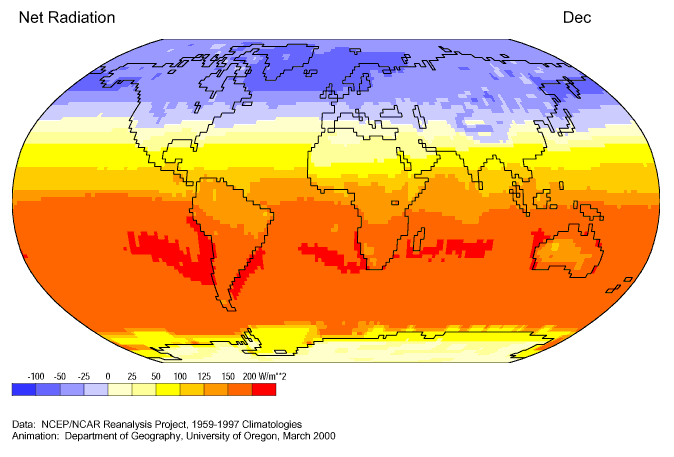 Net Radiation
Dec
-100 -50 -25 0 25 50 100 125 150 200 W/m**2
Data: NCEP/NCAR Reanalysis Project, 1959-1997 Climatologies
Animation: Department of Geography, University of Oregon, March 2000